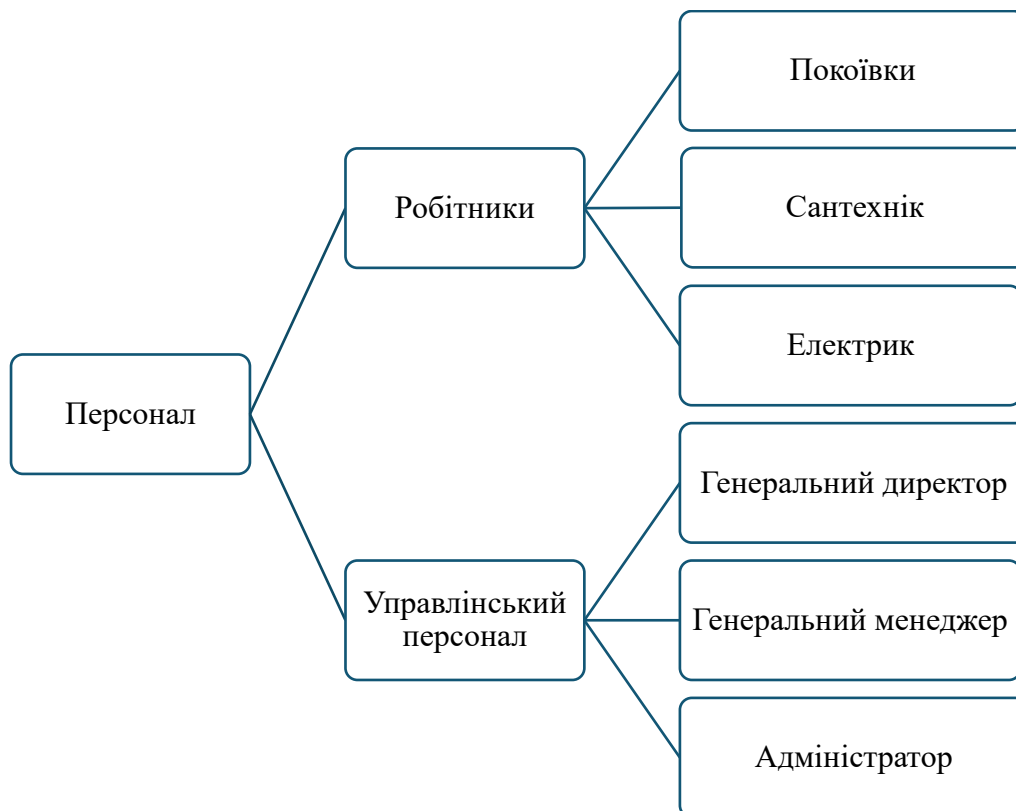 Покоївки
Робітники
Сантехнік
Електрик
Персонал
Генеральний директор
Управлінський
персонал
Генеральний менеджер
Адміністратор